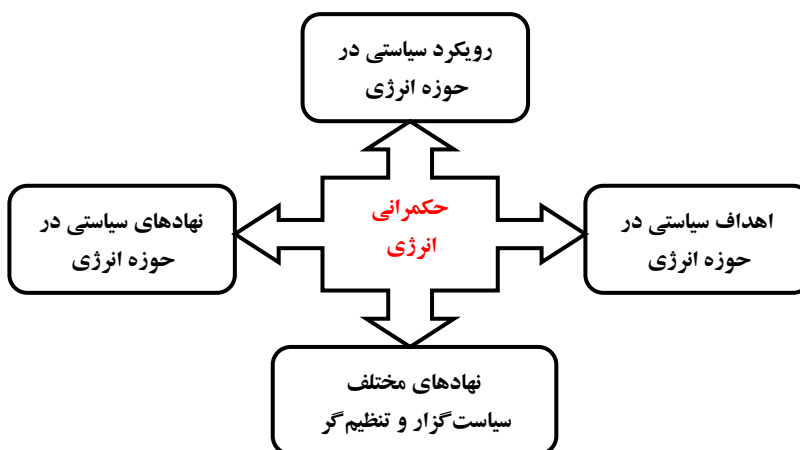 رویکرد سیاستی در
حوزه انرژی
اهداف سیاستی در
حوزه انرژی
حکمرانی
انرژی
نهادهای سیاستی در
حوزه انرژی
نهادهای مختلف
سیاست‌گزار و تنظیم‌گر